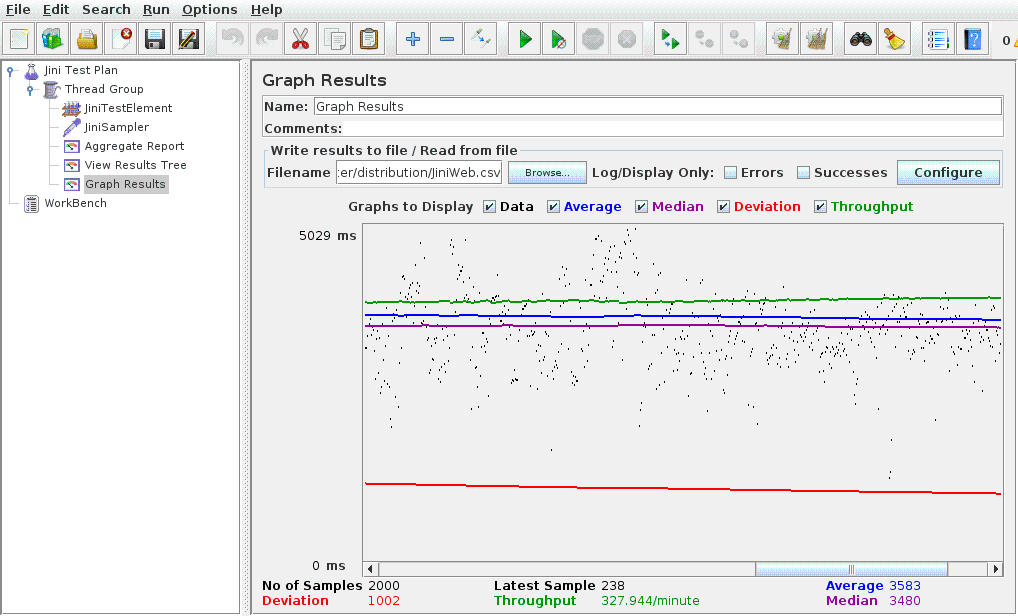 File Edit Search Run Options Help
0
Jini Test Plan
Thread Group
JiniTestElement
JiniSampler
Aggregate Report
View Results Tree
Graph Results
WorkBench
Graph Results
Name: Graph Results
Comments:
Write results to file / Read from file
Filename :er/distribution/JiniWeb.csv Browse... Log/Display Only: Errors Successes Configure
Graphs to Display Data Average Median Deviation Throughput
5029 ms
0 ms
No of Samples 2000 Latest Sample 238 Average 3583
Deviation 1002 Throughput 327.944/minute Median 3480